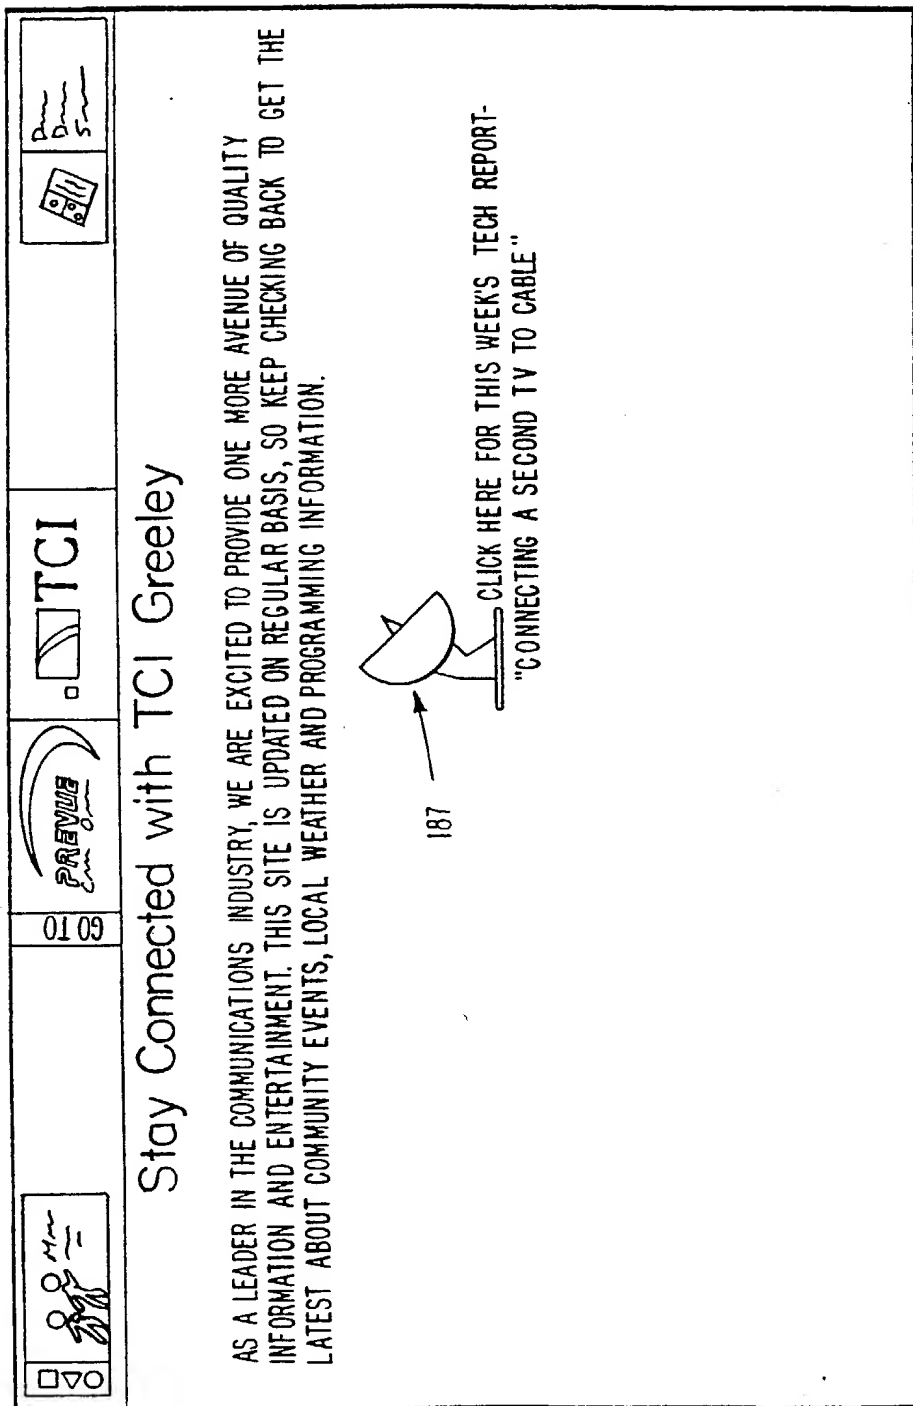 GO TO
PREVUE
TCI
Stay Connected with TCI Greeley
AS A LEADER IN THE COMMUNICATIONS INDUSTRY, WE ARE EXCITED TO PROVIDE ONE MORE AVENUE OF QUALITY
INFORMATION AND ENTERTAINMENT. THIS SITE IS UPDATED ON REGULAR BASIS, SO KEEP CHECKING BACK TO GET THE
LATEST ABOUT COMMUNITY EVENTS, LOCAL WEATHER AND PROGRAMMING INFORMATION.
187
CLICK HERE FOR THIS WEEK'S TECH REPORT-
"CONNECTING A SECOND TV TO CABLE"